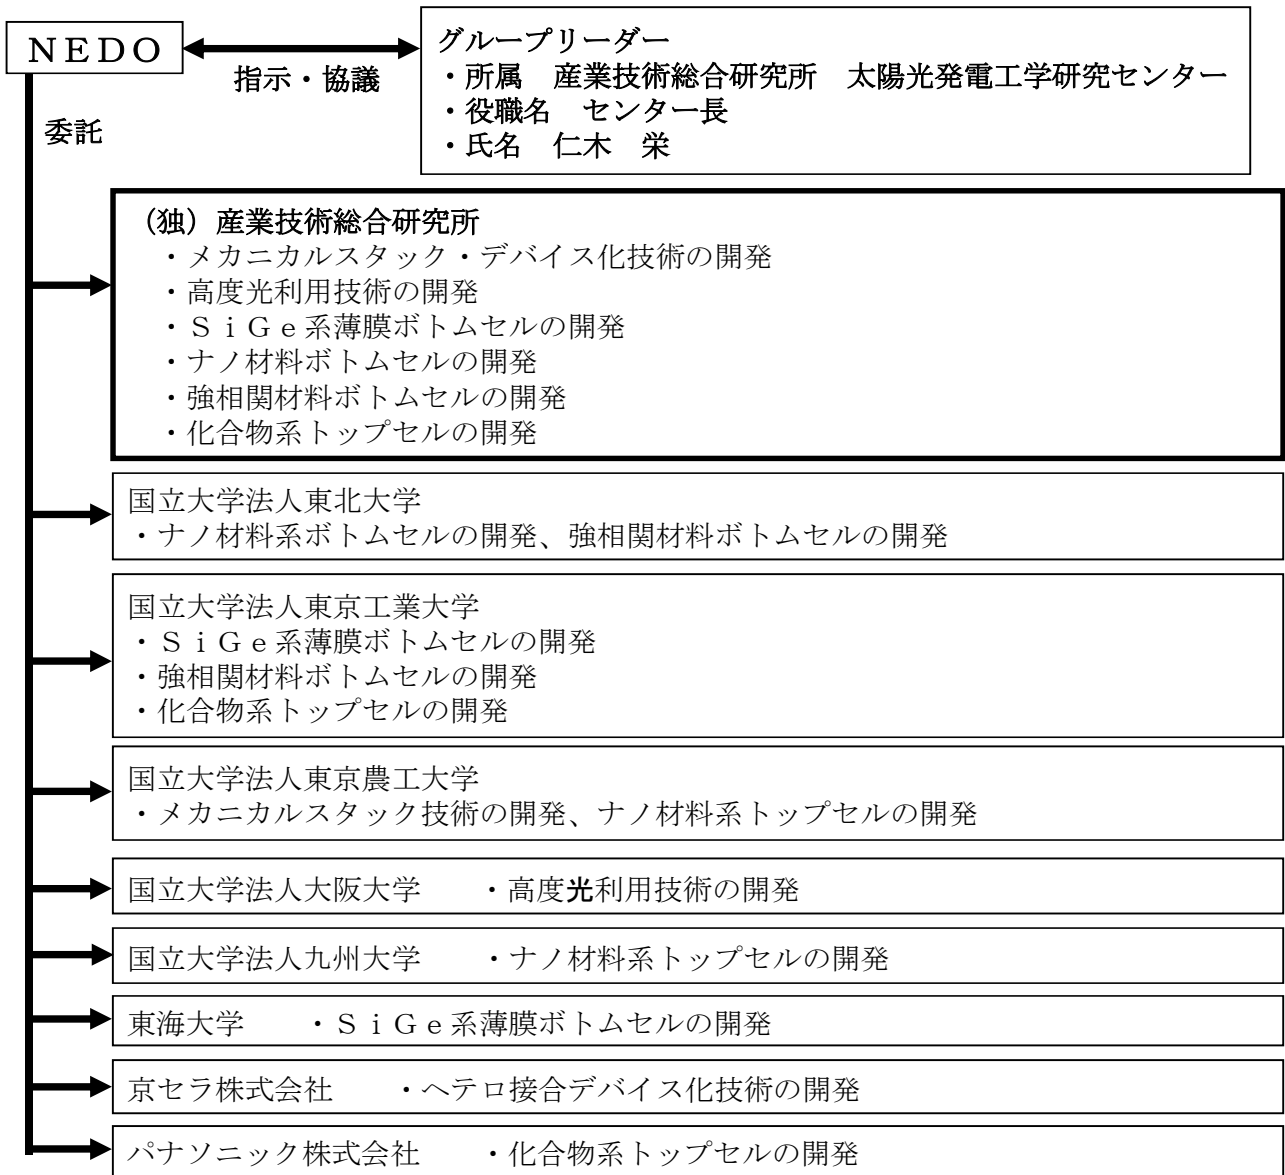 ＮＥＤＯ
指示・協議
グループリーダー
・所属　産業技術総合研究所　太陽光発電工学研究センター
・役職名　センター長
・氏名　仁木　栄
委託
（独）産業技術総合研究所
・メカニカルスタック・デバイス化技術の開発
・高度光利用技術の開発
・ＳｉＧｅ系薄膜ボトムセルの開発
・ナノ材料ボトムセルの開発
・強相関材料ボトムセルの開発
・化合物系トップセルの開発
国立大学法人東北大学
・ナノ材料系ボトムセルの開発、強相関材料ボトムセルの開発
国立大学法人東京工業大学
・ＳｉＧｅ系薄膜ボトムセルの開発
・強相関材料ボトムセルの開発
・化合物系トップセルの開発
国立大学法人東京農工大学
・メカニカルスタック技術の開発、ナノ材料系トップセルの開発
国立大学法人大阪大学　　・高度光利用技術の開発
国立大学法人九州大学　　・ナノ材料系トップセルの開発
東海大学　　・ＳｉＧｅ系薄膜ボトムセルの開発
京セラ株式会社　　・ヘテロ接合デバイス化技術の開発
パナソニック株式会社　　・化合物系トップセルの開発